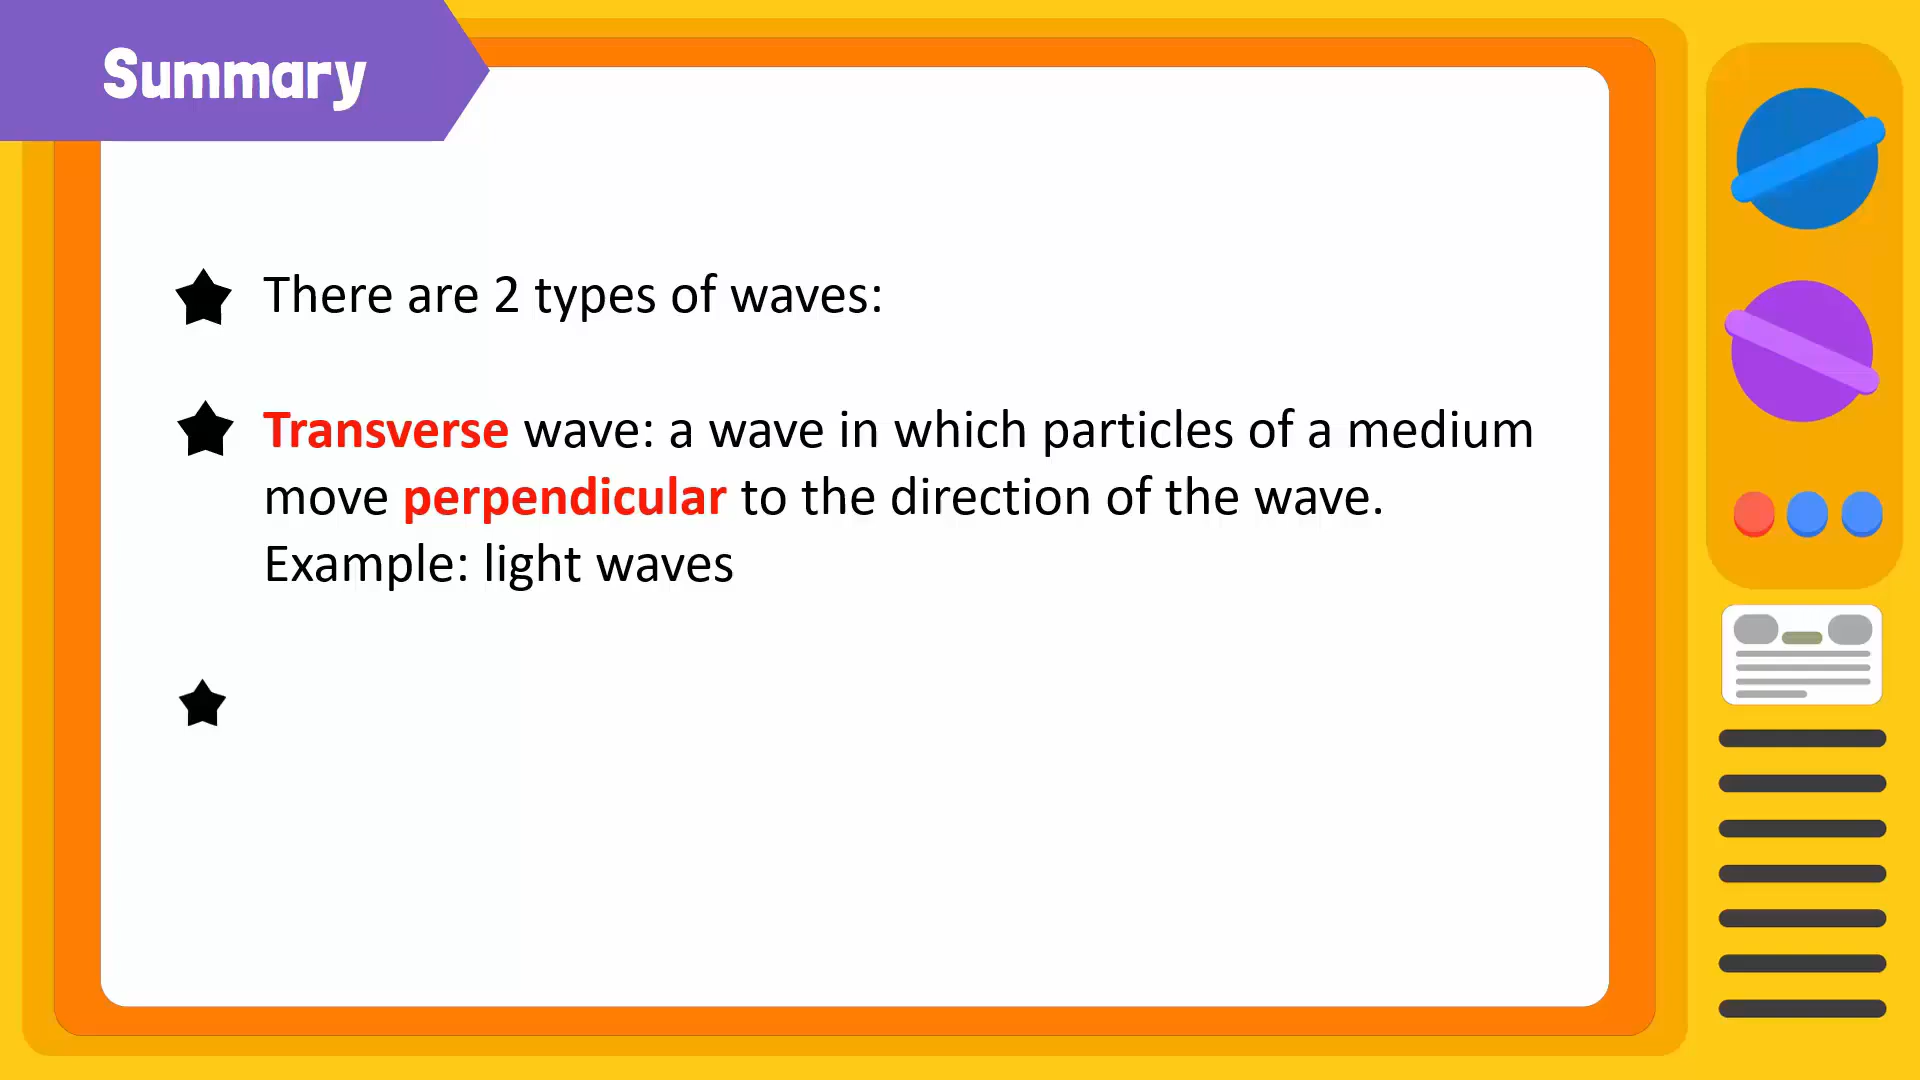 Summary
There are 2 types of waves:
Transverse wave: a wave in which particles of a medium
move perpendicular to the direction of the wave.
Example: light waves